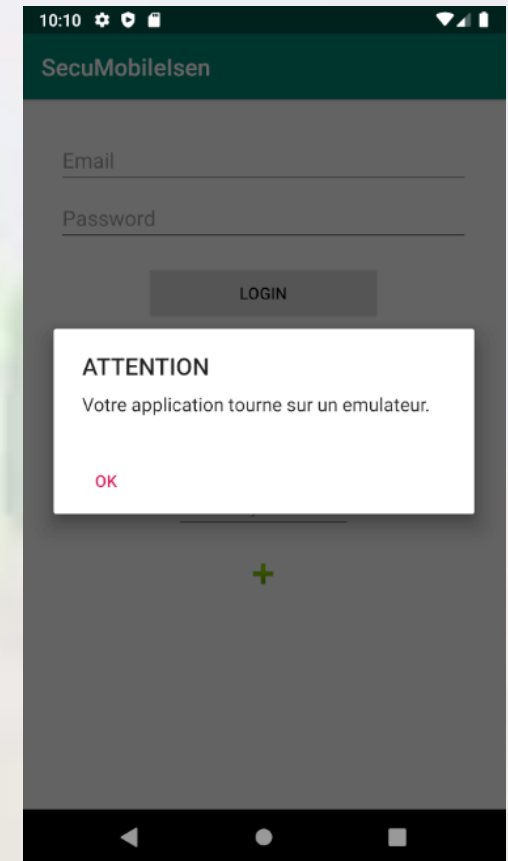 10:10
SecuMobileIsen
Email
Password
LOGIN
ATTENTION
Votre application tourne sur un emulateur.
OK